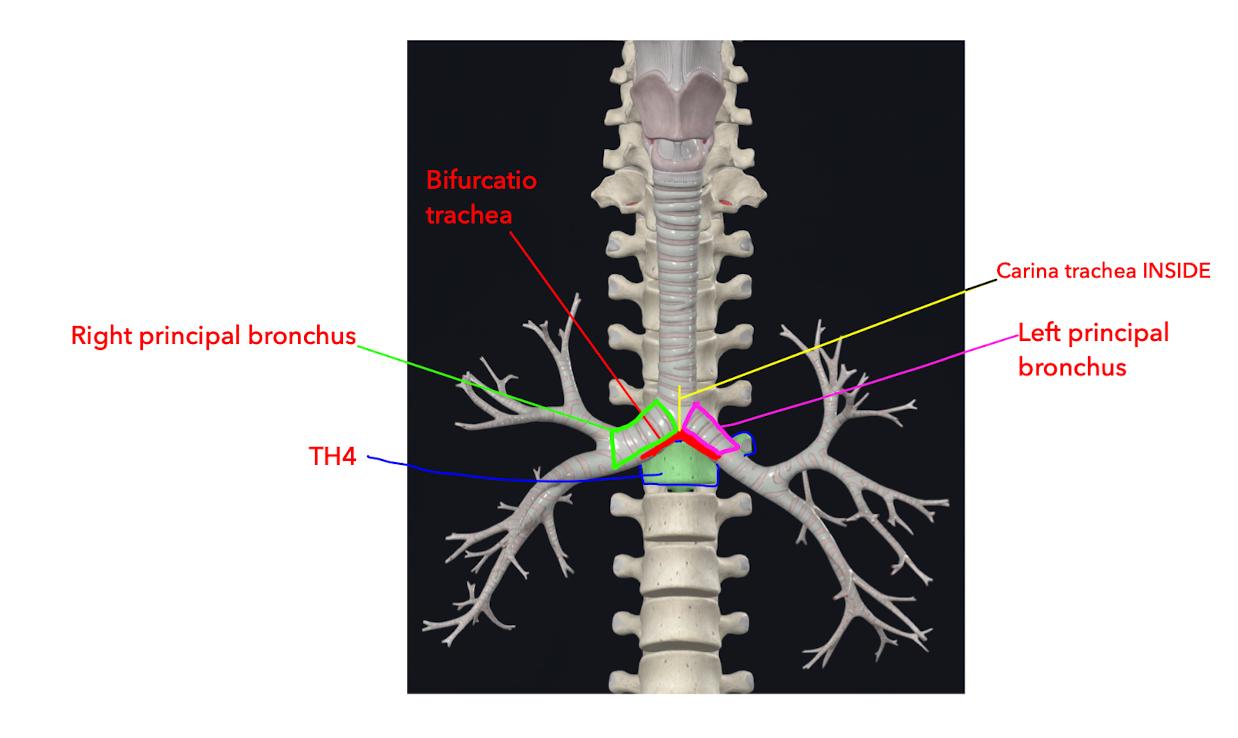 Bifurcatio
trachea
Carina trachea INSIDE
Right principal bronchus
Left principal
bronchus
TH4